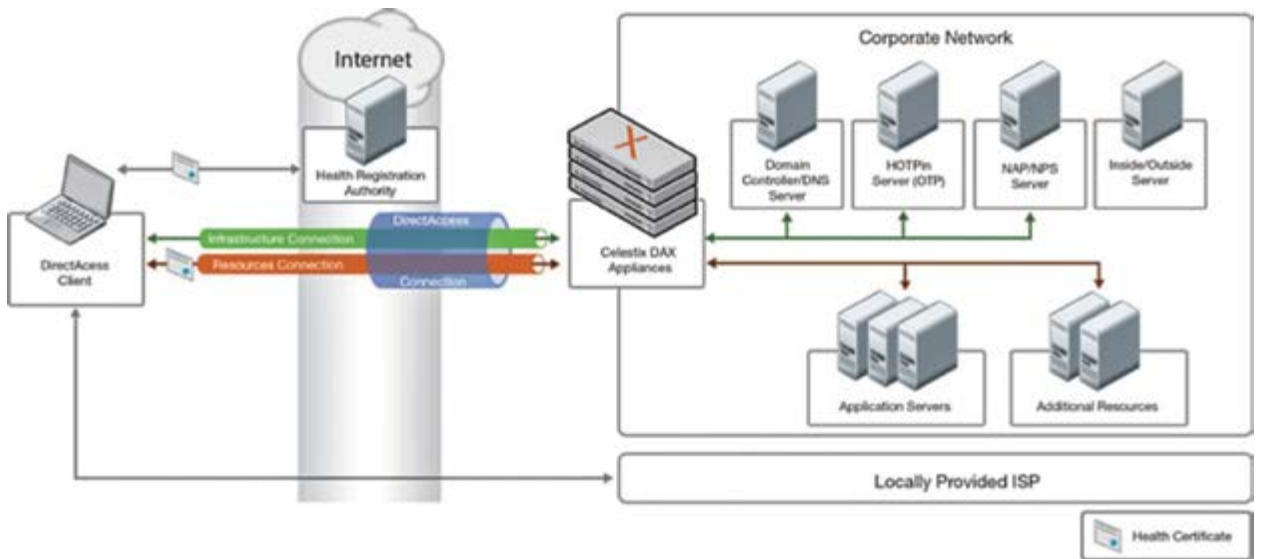 Internet
Corporate Network
Health Registration
Authority
Domain
Controller/DNS
Server
HOTPin
Server (OTP)
NAP/NPS
Server
Inside/Outside
Server
DirectAccess
Infrastructure Connection
Resources Connection
Connection
DirectAcess
Client
Celestix DAX
Appliances
Application Servers
Additional Resources
Locally Provided ISP
Health Certificate